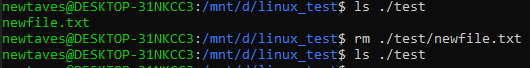 newtaves@DESKTOP-31NKCC3:/mnt/d/linux_test$ ls ./test
newfile.txt
newtaves@DESKTOP-31NKCC3:/mnt/d/linux_test$ rm ./test/newfile.txt
newtaves@DESKTOP-31NKCC3:/mnt/d/linux_test$ ls ./test